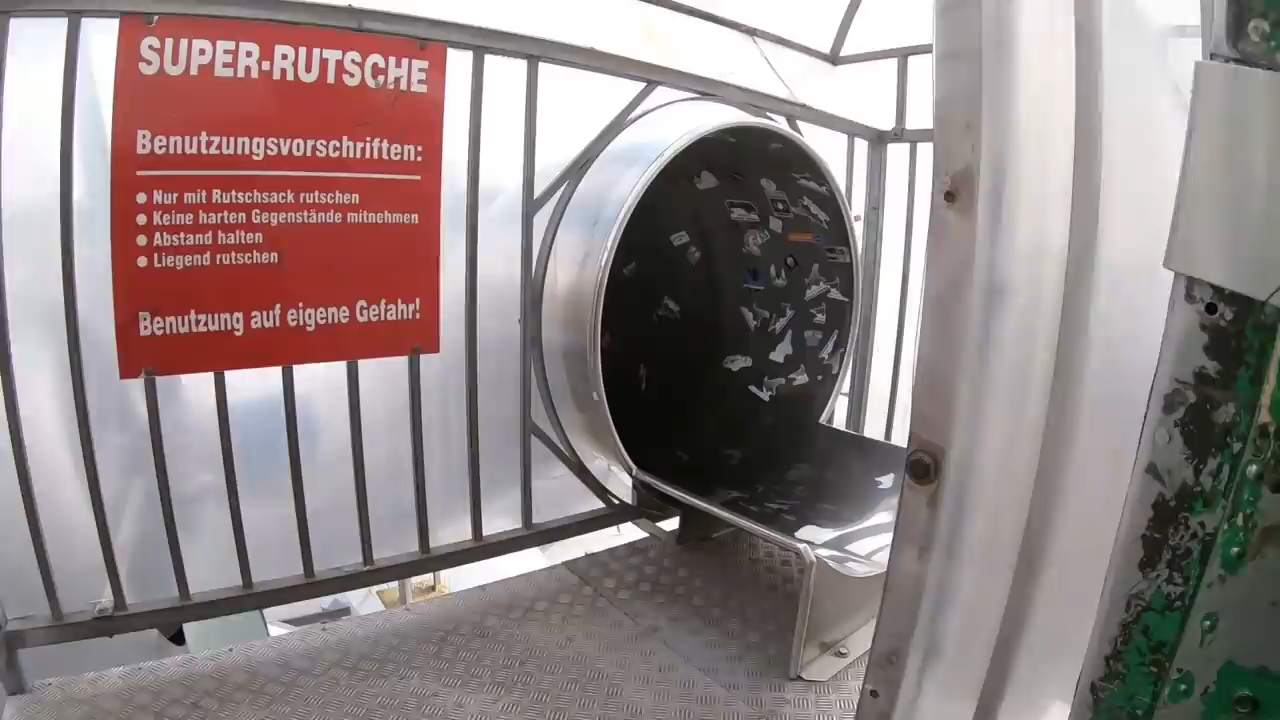 SUPER-RUTSCHE
Benutzungsvorschriften:
● Nur mit Rutschsack rutschen
● Keine harten Gegenstände mitnehmen
● Abstand halten
● Liegend rutschen
Benutzung auf eigene Gefahr!